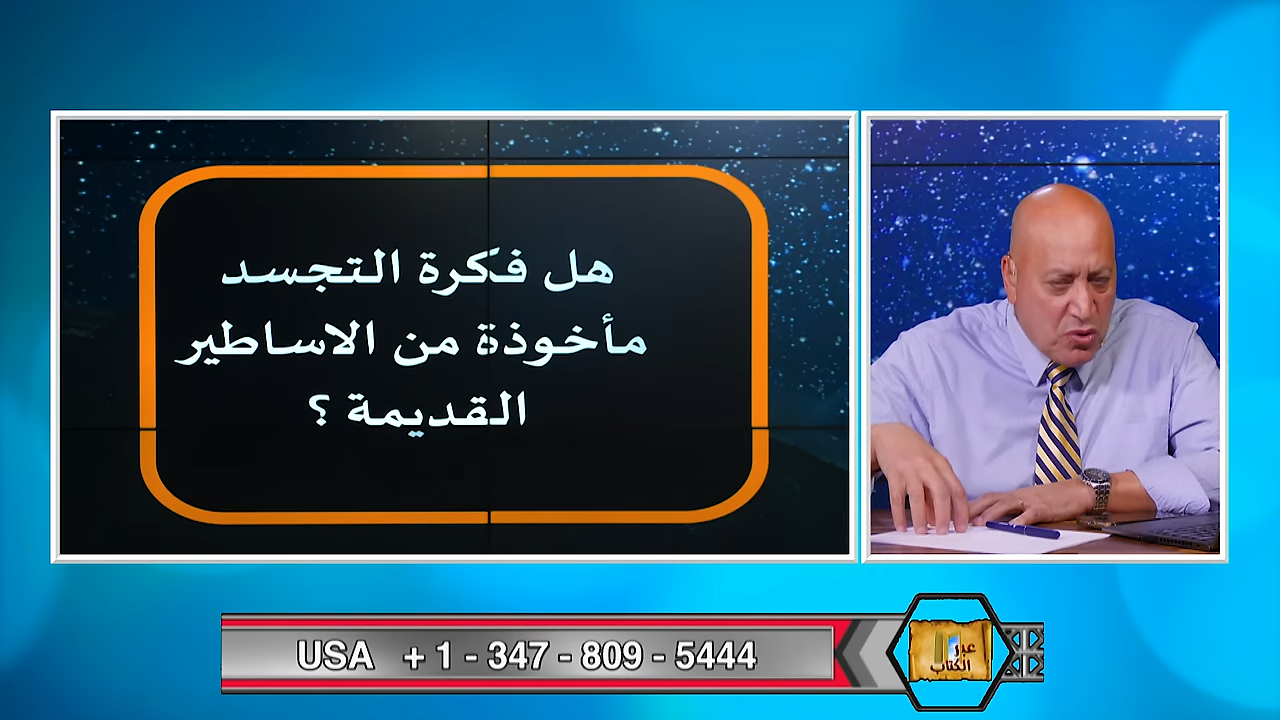 هل فكرة التجسد
مأخوذة من الاساطير
القديمة ؟
USA + 1 - 347 - 809 - 5444
عبر
الكتاب